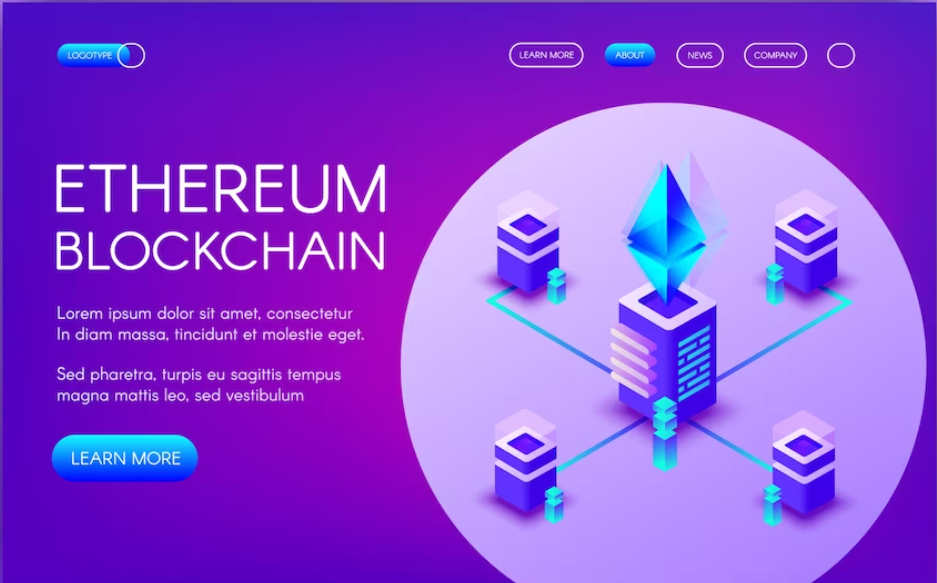 LOGOTYPE
LEARN MORE
ABOUT
NEWS
COMPANY
ETHEREUM
BLOCKCHAIN
Lorem ipsum dolor sit amet, consectetur
In diam massa, tincidunt et molestie eget.
Sed pharetra, turpis eu sagittis tempus
magna mattis leo, sed vestibulum
LEARN MORE